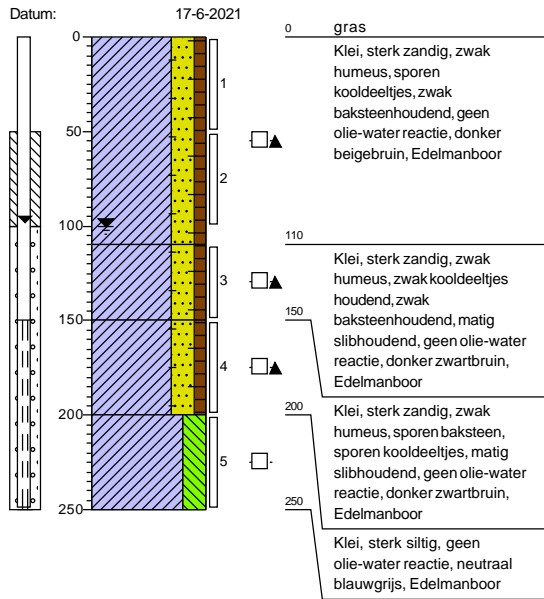 Datum: 17-6-2021
0
50
100
150
200
250
1
2
3
4
5
0 gras
Klei, sterk zandig, zwak
humeus, sporen
kooldeeltjes, zwak
baksteenhoudend, geen
olie-water reactie, donker
beigebruin, Edelmanboor
110
Klei, sterk zandig, zwak
humeus, zwak kooldeeltjes
houdend, zwak
baksteenhoudend, matig
slibhoudend, geen olie-water
reactie, donker zwartbruin,
Edelmanboor
150
Klei, sterk zandig, zwak
humeus, sporen baksteen,
sporen kooldeeltjes, matig
slibhoudend, geen olie-water
reactie, donker zwartbruin,
Edelmanboor
200
Klei, sterk siltig, geen
olie-water reactie, neutraal
blauwgrijs, Edelmanboor
250